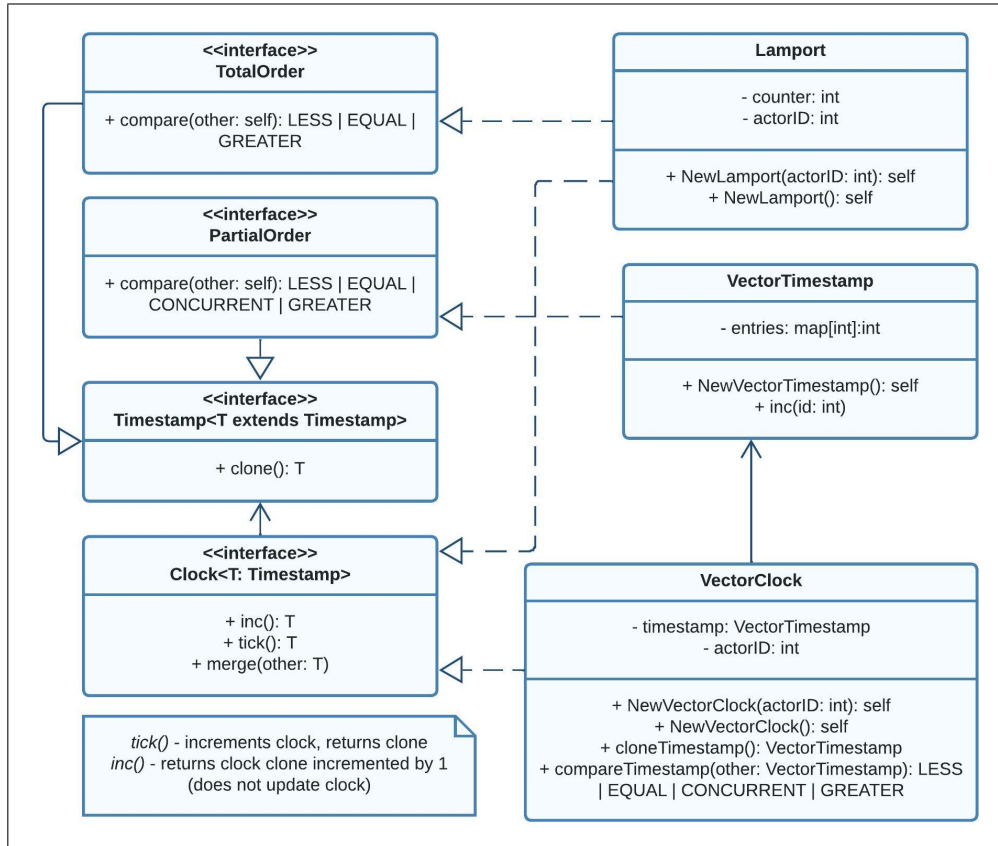 <<interface>>
TotalOrder
+ compare(other: self): LESS | EQUAL |
GREATER
<<interface>>
PartialOrder
+ compare(other: self): LESS | EQUAL |
CONCURRENT | GREATER
<<interface>>
Timestamp<T extends Timestamp>
+ clone(): T
<<interface>>
Clock<T: Timestamp>
+ inc(): T
+ tick(): T
+ merge(other: T)
tick() - increments clock, returns clone
inc() - returns clock clone incremented by 1
(does not update clock)
Lamport
- counter: int
- actorID: int
+ NewLamport(actorID: int): self
+ NewLamport(): self
VectorTimestamp
- entries: map[int]:int
+ NewVectorTimestamp(): self
+ inc(id: int)
VectorClock
- timestamp: VectorTimestamp
- actorID: int
+ NewVectorClock(actorID: int): self
+ NewVectorClock(): self
+ cloneTimestamp(): VectorTimestamp
+ compareTimestamp(other: VectorTimestamp): LESS
| EQUAL | CONCURRENT | GREATER